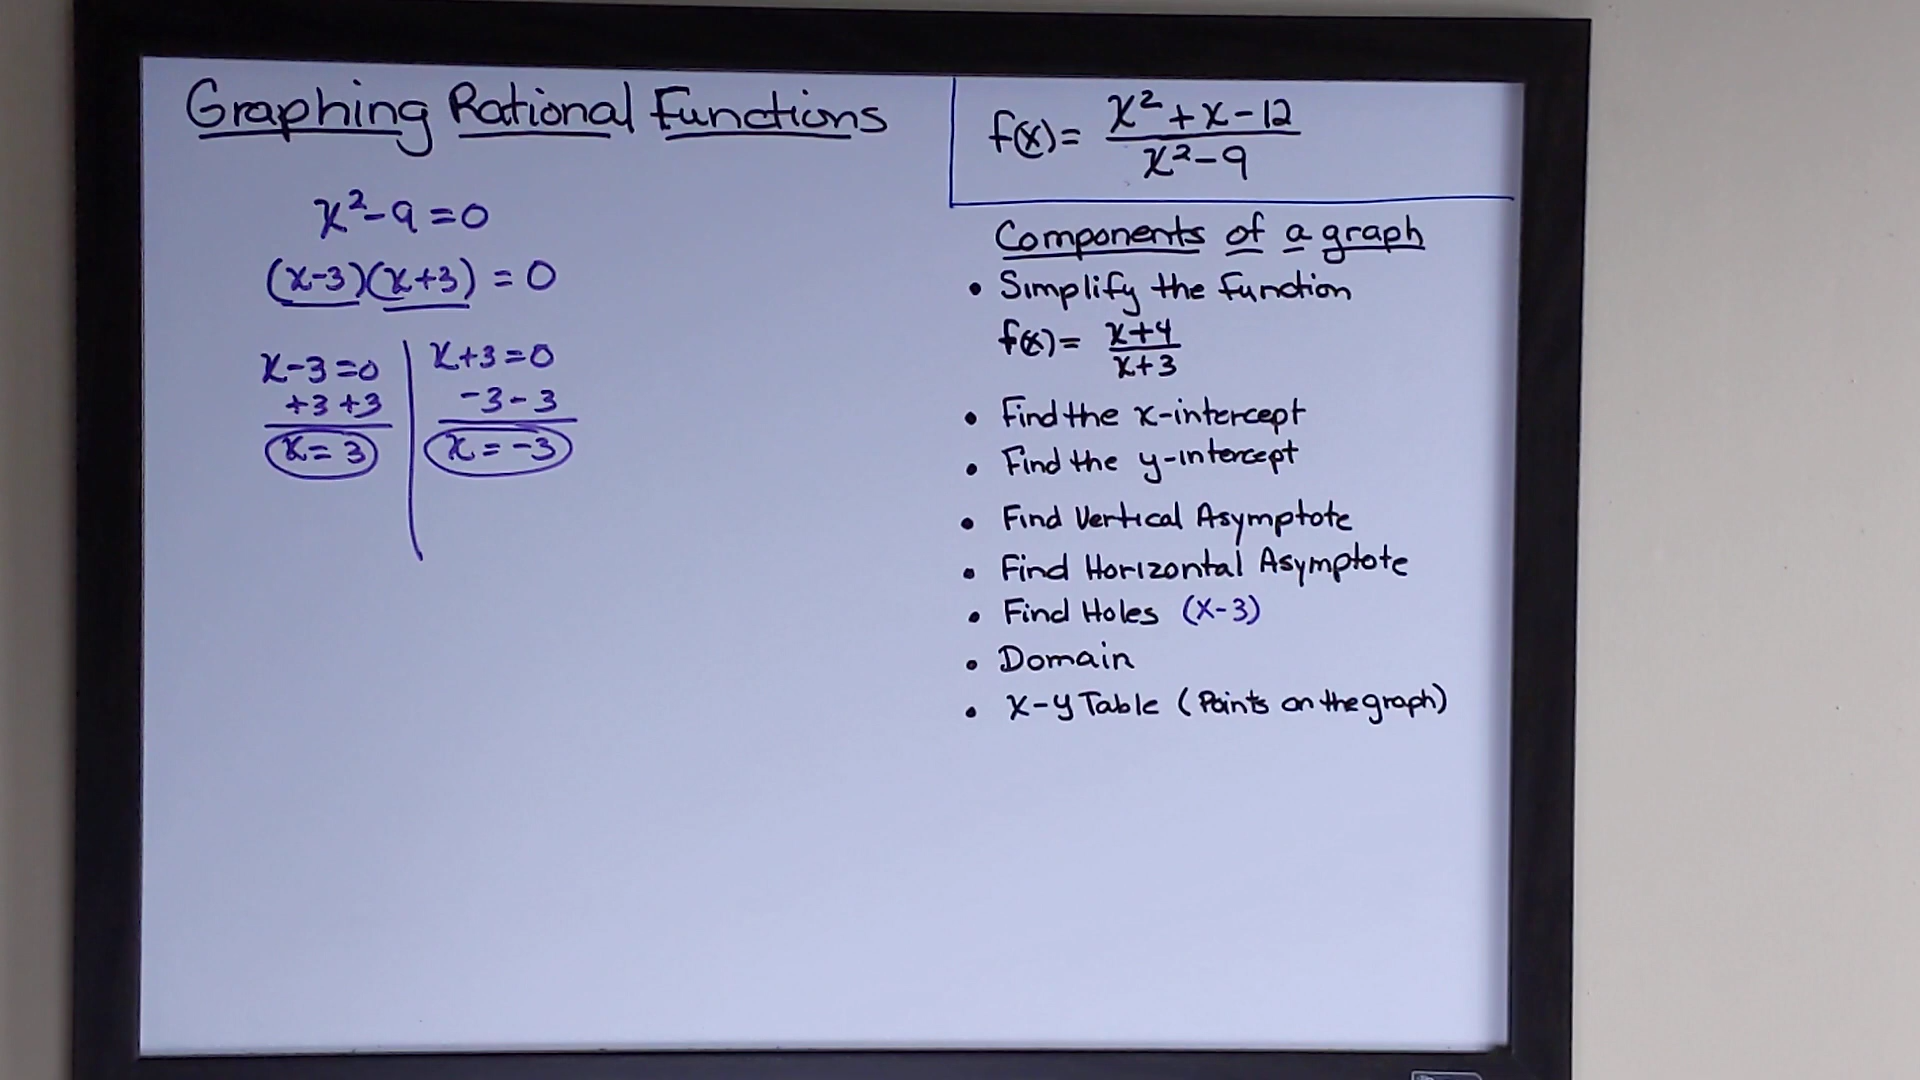 Graphing Rational Functions
x²-9=0
(x-3)(x+3)=0
x-3=0
+3 +3
x=3
x+3=0
-3 -3
x=-3
f(x)= x²+x-12
x²-9
Components of a graph
• Simplify the function
f(x)= x+4
x+3
• Find the x-intercept
• Find the y-intercept
• Find Vertical Asymptote
• Find Horizontal Asymptote
• Find Holes (x-3)
• Domain
• x-y Table (Points on the graph)